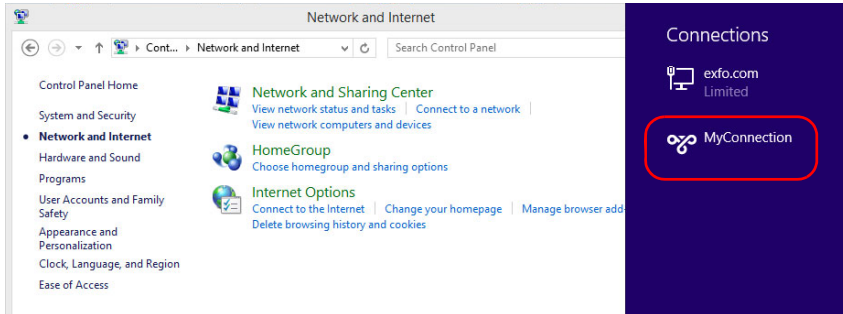 Network and Internet
Cont... Network and Internet
Search Control Panel
Control Panel Home
System and Security
Network and Internet
Hardware and Sound
Programs
User Accounts and Family
Safety
Appearance and
Personalization
Clock, Language, and Region
Ease of Access
Network and Sharing Center
View network status and tasks Connect to a network
View network computers and devices
HomeGroup
Choose homegroup and sharing options
Internet Options
Connect to the Internet Change your homepage Manage browser add-
Delete browsing history and cookies
Connections
exfo.com
Limited
MyConnection